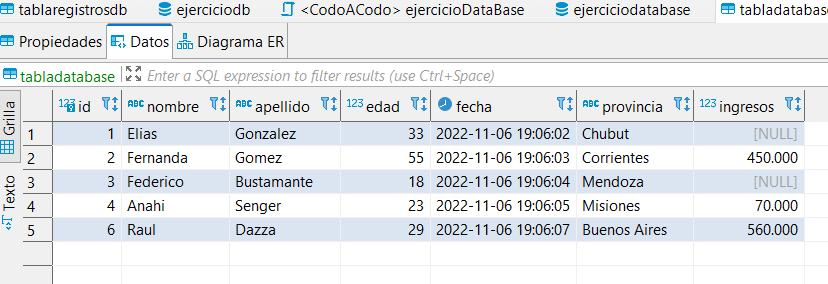 tablaregistrosdb ejerciciodb <CodoACodo> ejercicioDataBase ejerciciodatabase tabladatabas
Propiedades Datos Diagrama ER
tabladatabase Enter a SQL expression to filter results (use Ctrl+Space)
Grilla
Texto
123 id ABC nombre ABC apellido 123 edad fecha ABC provincia 123 ingresos
1 1 Elias Gonzalez 33 2022-11-06 19:06:02 Chubut [NULL]
2 2 Fernanda Gomez 55 2022-11-06 19:06:03 Corrientes 450.000
3 3 Federico Bustamante 18 2022-11-06 19:06:04 Mendoza [NULL]
4 4 Anahi Senger 23 2022-11-06 19:06:05 Misiones 70.000
5 6 Raul Dazza 29 2022-11-06 19:06:07 Buenos Aires 560.000